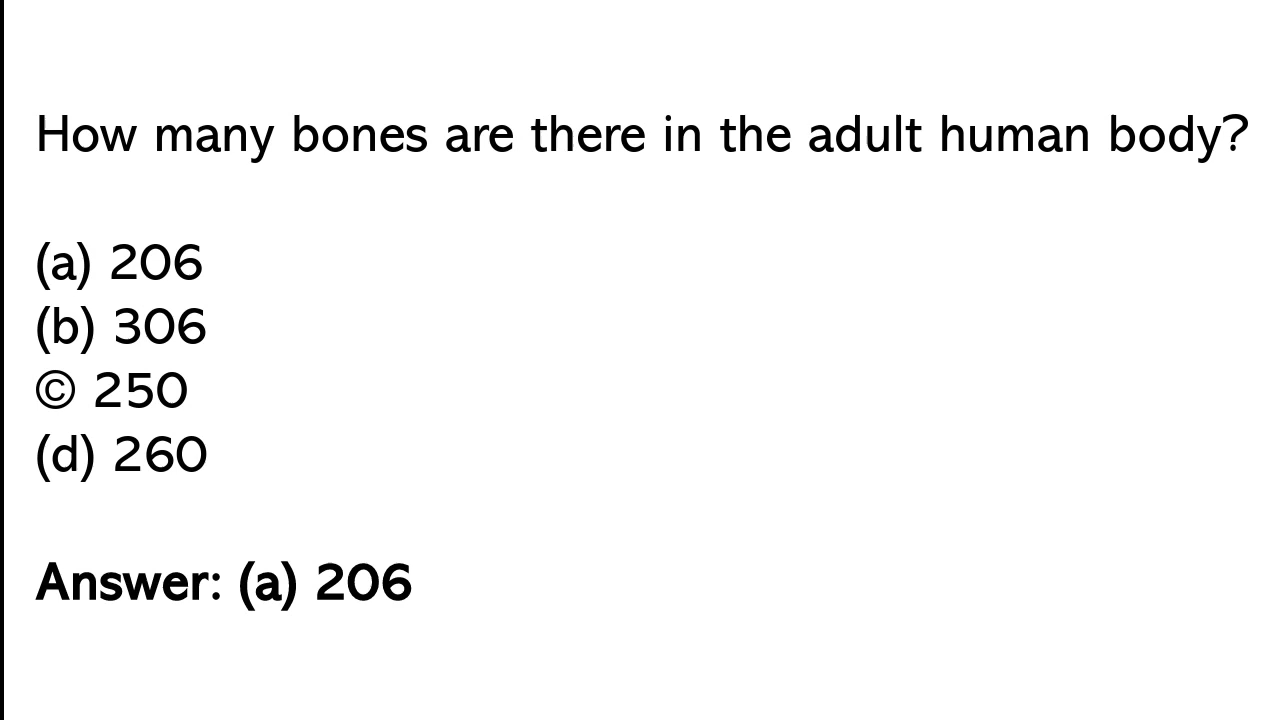 How many bones are there in the adult human body?
(a) 206
(b) 306
© 250
(d) 260
Answer: (a) 206